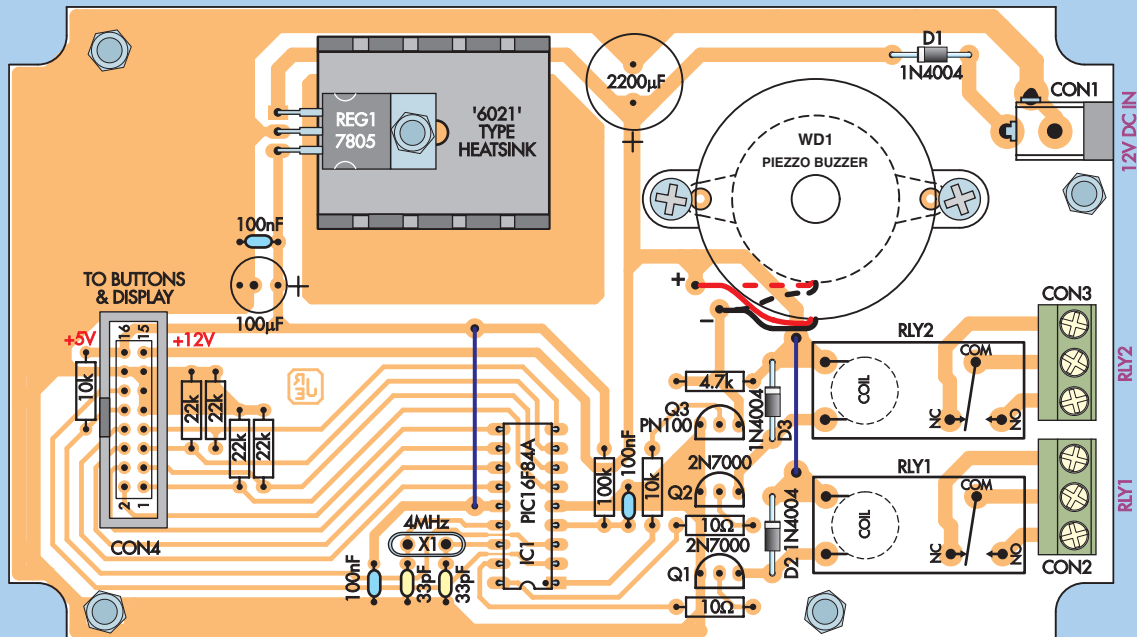 D1
1N4004
CON1
12V DC IN
2200µF
+
REG1
7805
'6021'
TYPE
HEATSINK
WD1
PIEZZO BUZZER
100nF
+
100µF
TO BUTTONS
& DISPLAY
+5V
16
15
+12V
2
1
CON4
10k
22k
22k
22k
22k
+
–
CON3
RLY2
RLY2
COIL
COM
NC
NO
4.7k
Q3
PN100
1N4004
D3
100nF
100k
10k
2N7000
Q2
10Ω
2N7000
Q1
10Ω
D2
1N4004
RLY1
COIL
COM
NC
NO
RLY1
CON2
PIC16F84A
IC1
4MHz
X1
100nF
33pF
33pF